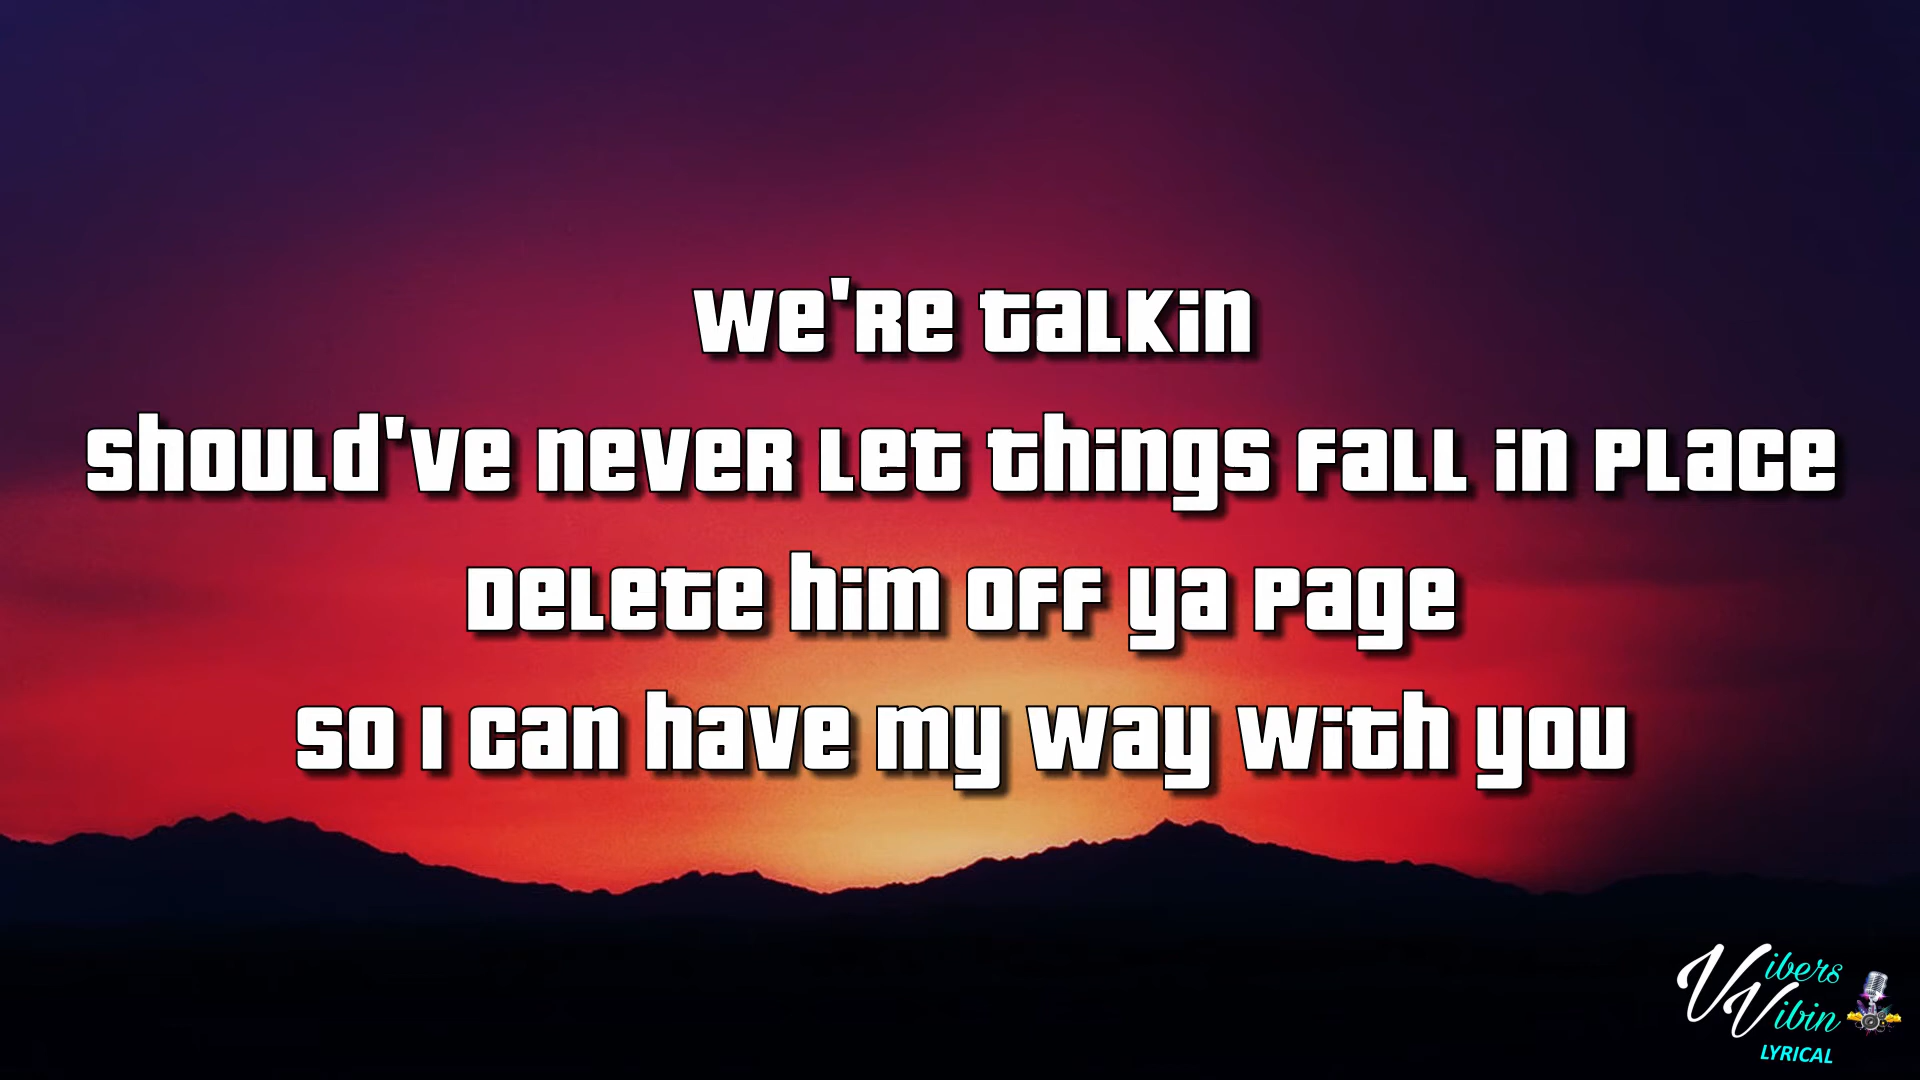 We're talkin
Should've never let things fall in place
Delete him off ya page
So I can have my way with you
Vibers
Vibin
LYRICAL